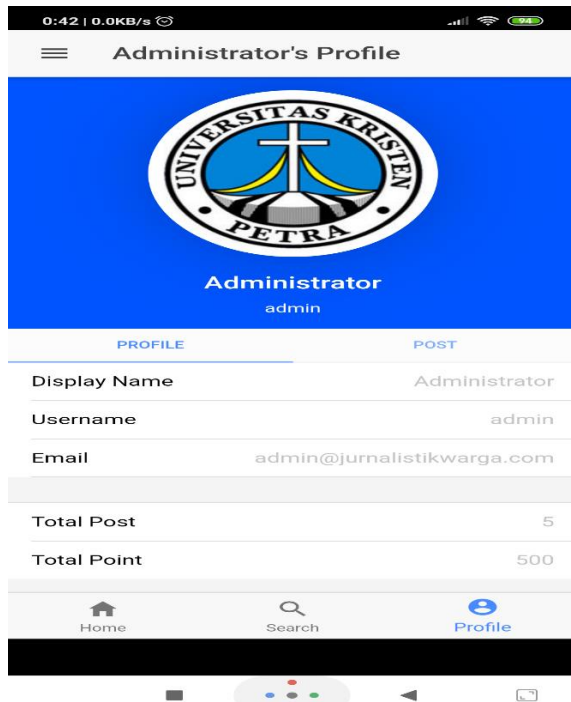 0:42 | 0.0KB/s
94
Administrator's Profile
UNIVERSITAS KRISTEN
PETRA
Administrator
admin
PROFILE POST
Display Name Administrator
Username admin
Email admin@jurnalistikwarga.com
Total Post 5
Total Point 500
Home Search Profile